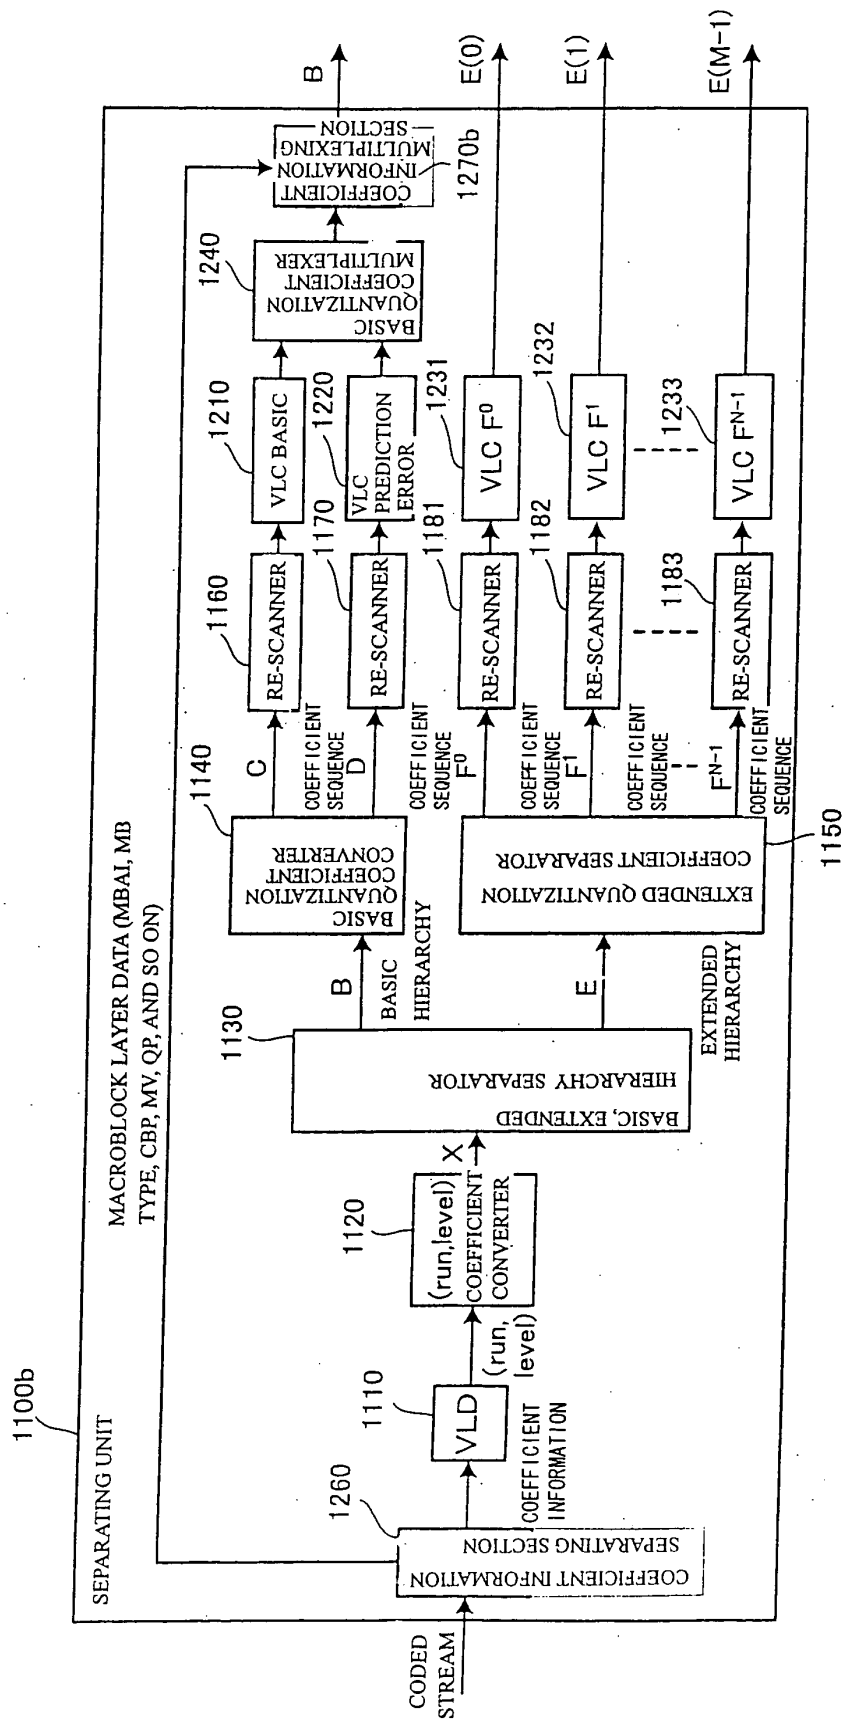 1100b
SEPARATING UNIT
MACROBLOCK LAYER DATA (MBAI, MB
TYPE, CBP, MV, QP, AND SO ON)
CODED
STREAM
1260
COEFFICIENT INFORMATION
SEPARATING SECTION
COEFFICIENT
INFORMATION
1110
VLD
(run,
level)
1120
(run,level)
COEFFICIENT
CONVERTER
X
1130
BASIC, EXTENDED
HIERARCHY SEPARATOR
B
BASIC
HIERARCHY
E
EXTENDED
HIERARCHY
1140
BASIC
QUANTIZATION
COEFFICIENT
CONVERTER
EXTENDED QUANTIZATION
COEFFICIENT SEPARATOR
1150
C
COEFFICIENT
SEQUENCE
D
COEFFICIENT
SEQUENCE
F⁰
COEFFICIENT
SEQUENCE
F¹
COEFFICIENT
SEQUENCE
Fᴺ⁻¹
COEFFICIENT
SEQUENCE
1160
RE-SCANNER
1170
RE-SCANNER
1181
RE-SCANNER
1182
RE-SCANNER
1183
RE-SCANNER
1210
VLC BASIC
1220
VLC
PREDICTION
ERROR
1231
VLC F⁰
1232
VLC F¹
1233
VLC Fᴺ⁻¹
1240
BASIC
QUANTIZATION
COEFFICIENT
MULTIPLEXER
COEFFICIENT
INFORMATION
MULTIPLEXING
SECTION
1270b
B
E(0)
E(1)
E(M-1)